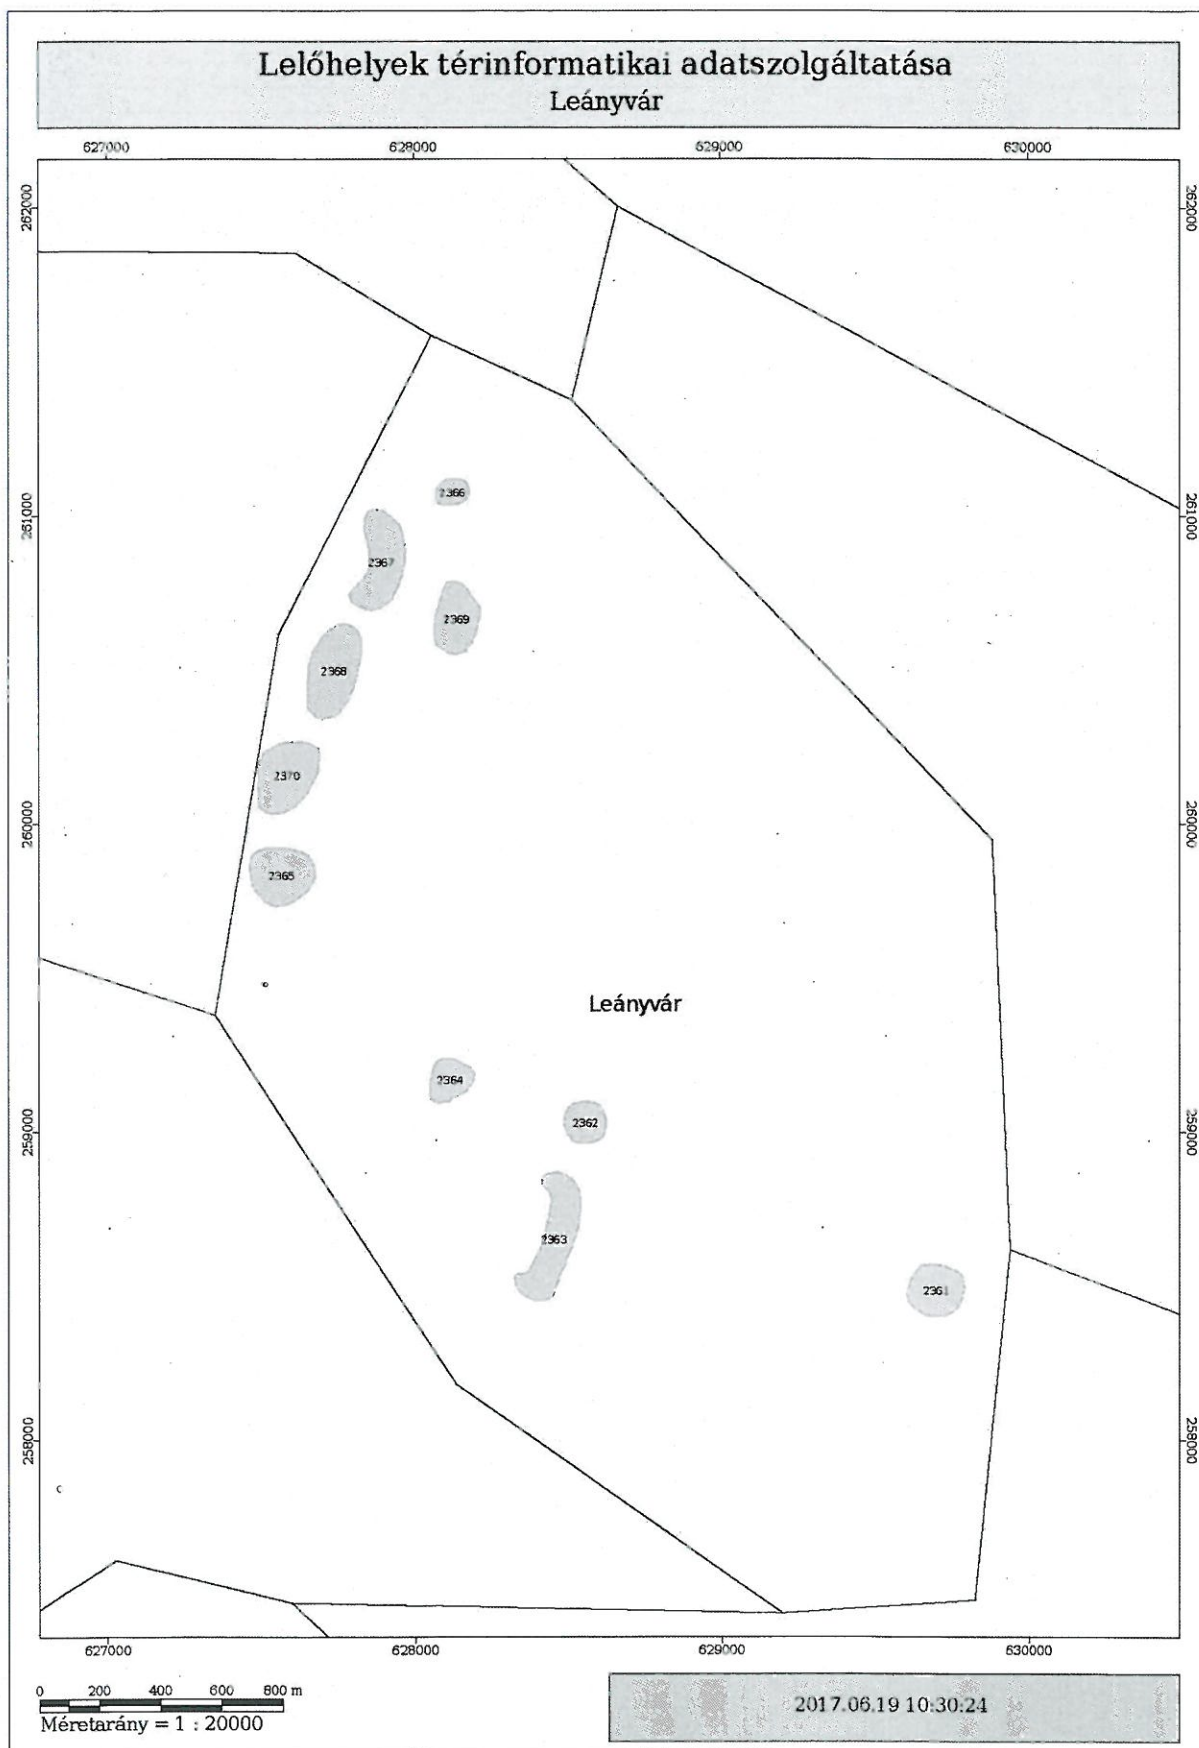 Lelőhelyek térinformatikai adatszolgáltatása
Leányvár
627000 628000 629000 630000
262000 262000
2366
261000 261000
2367
2369
2368
2370
260000 260000
2365
Leányvár
2364
2362
259000 259000
2363
2361
258000 258000
627000 628000 629000 630000
0 200 400 600 800 m
Méretarány = 1 : 20000
2017.06.19 10:30:24